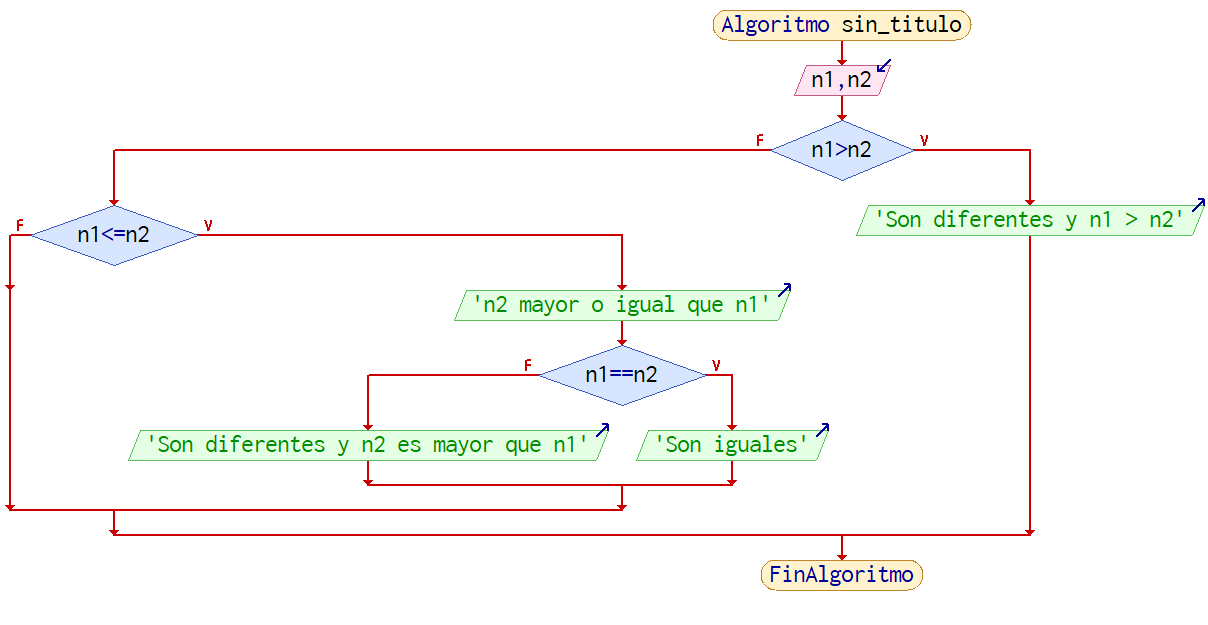 Algoritmo sin_titulo
n1,n2
n1>n2
F
V
'Son diferentes y n1 > n2'
n1<=n2
F
V
'n2 mayor o igual que n1'
n1==n2
F
V
'Son diferentes y n2 es mayor que n1'
'Son iguales'
FinAlgoritmo